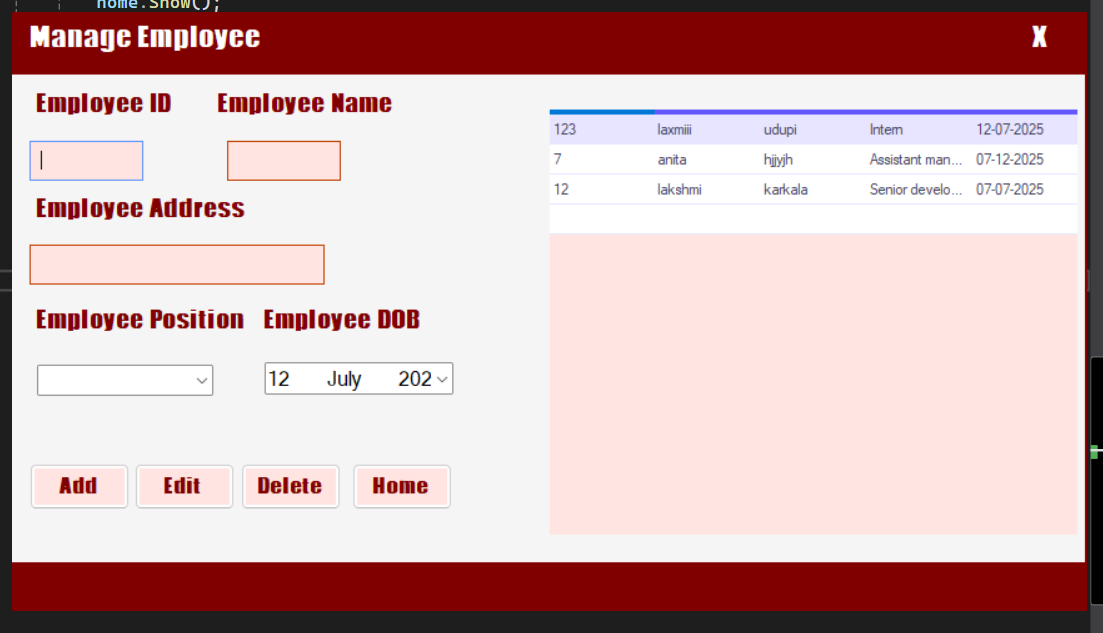 home.Show();
Manage Employee X
Employee ID Employee Name
Employee Address
Employee Position Employee DOB
12 July 202
Add Edit Delete Home
123 laxmiii udupi Intern 12-07-2025
7 anita hjjyjh Assistant man... 07-12-2025
12 lakshmi karkala Senior develo... 07-07-2025